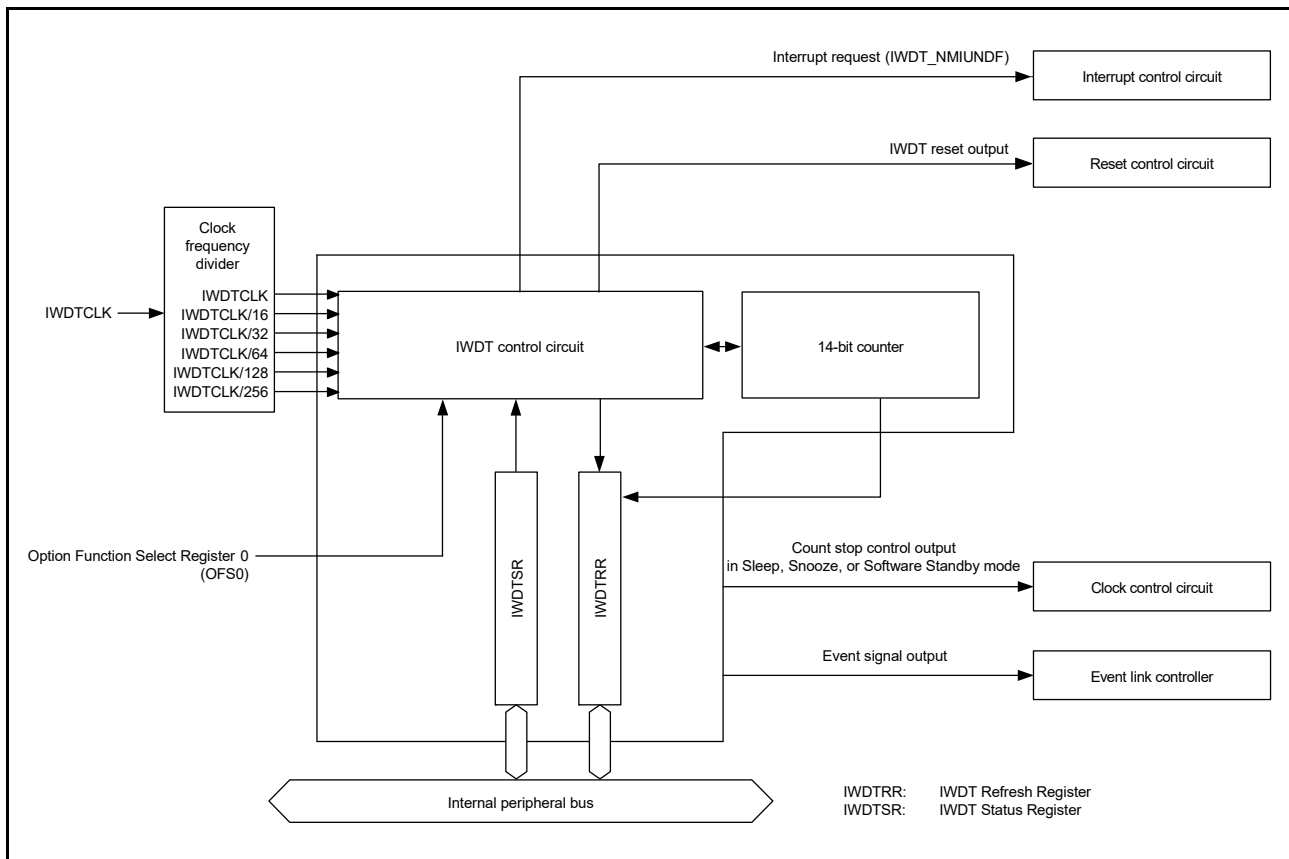 Interrupt request (IWDT_NMIUNDF)
Interrupt control circuit
IWDT reset output
Reset control circuit
Clock
frequency
divider
IWDTCLK
IWDTCLK
IWDTCLK/16
IWDTCLK/32
IWDTCLK/64
IWDTCLK/128
IWDTCLK/256
IWDT control circuit
14-bit counter
Option Function Select Register 0
(OFS0)
IWDTSR
IWDTRR
Count stop control output
in Sleep, Snooze, or Software Standby mode
Clock control circuit
Event signal output
Event link controller
Internal peripheral bus
IWDTRR: IWDT Refresh Register
IWDTSR: IWDT Status Register